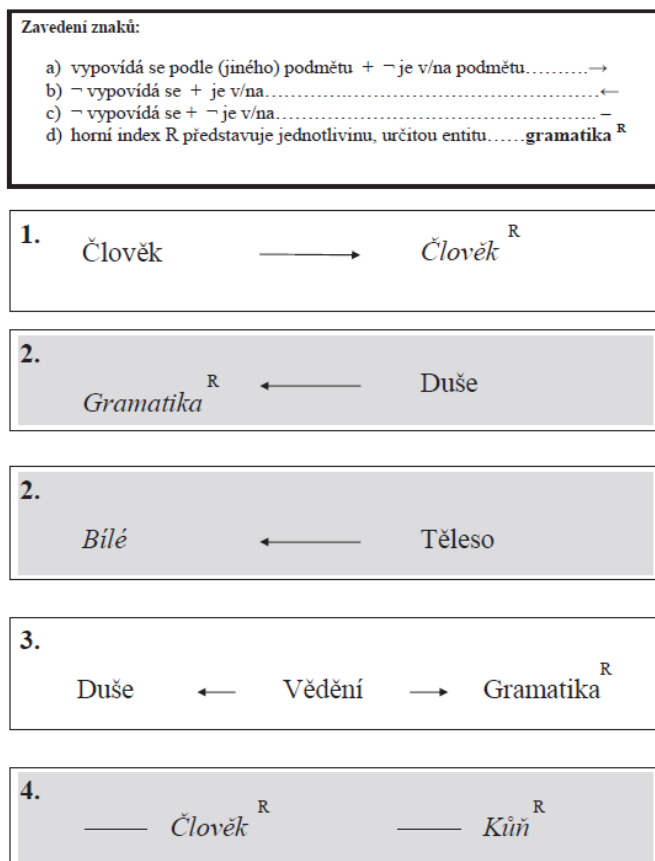 Zavedení znaků:
a) vypovídá se podle (jiného) podmětu + ¬ je v/na podmětu……….→
b) ¬ vypovídá se + je v/na……………………………………………..←
c) ¬ vypovídá se + ¬ je v/na………………………………………….. –
d) horní index R představuje jednotlivinu, určitou entitu……gramatika R
1.
Člověk → Člověk R
2.
Gramatika R ← Duše
2.
Bílé ← Těleso
3.
Duše ← Vědění → Gramatika R
4.
— Člověk R — Kůň R